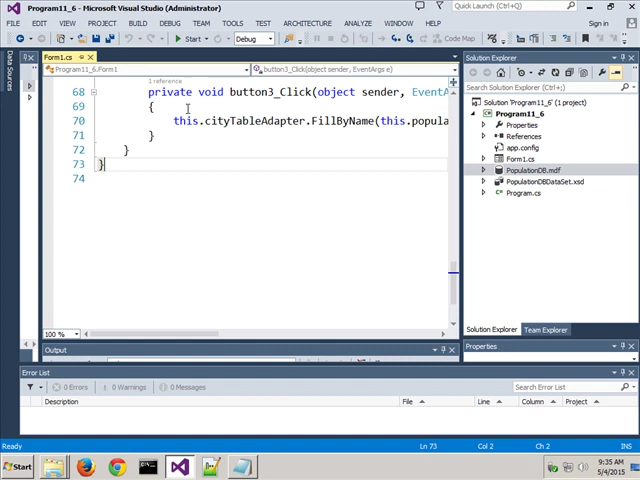 Program11_6 - Microsoft Visual Studio (Administrator)
Quick Launch (Ctrl+Q)
FILE EDIT VIEW PROJECT BUILD DEBUG TEAM TOOLS TEST ARCHITECTURE ANALYZE WINDOW HELP
Sign in
Start Debug Code Map
Data Sources
Form1.cs
Program11_6.Form1
button3_Click(object sender, EventArgs e)
1 reference
68 private void button3_Click(object sender, EventA
69 {
70 this.cityTableAdapter.FillByName(this.popula
71 }
72 }
73 }
74
100 %
Output
Solution Explorer
Search Solution Explorer (Ctrl+;)
Solution 'Program11_6' (1 project)
Program11_6
Properties
References
app.config
Form1.cs
PopulationDB.mdf
PopulationDBDataSet.xsd
Program.cs
Solution Explorer Team Explorer
Properties
Error List
0 Errors 0 Warnings 0 Messages
Search Error List
Description File Line Column Project
Ready Ln 73 Col 2 Ch 2 INS
Start
9:35 AM
5/4/2015